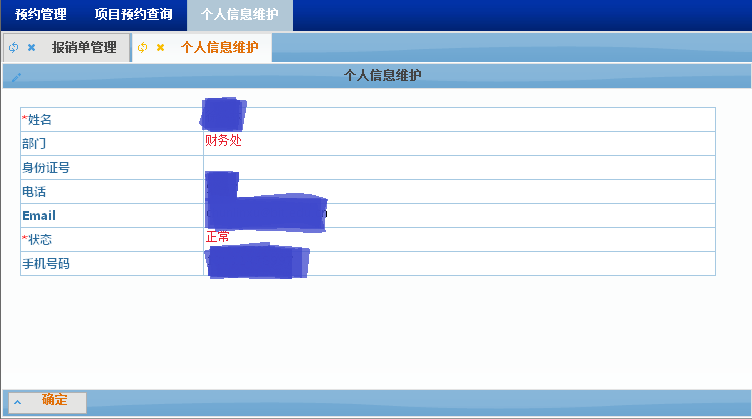 预约管理 项目预约查询 个人信息维护
报销单管理 个人信息维护
个人信息维护
*姓名
部门 财务处
身份证号
电话
Email
*状态 正常
手机号码
确定